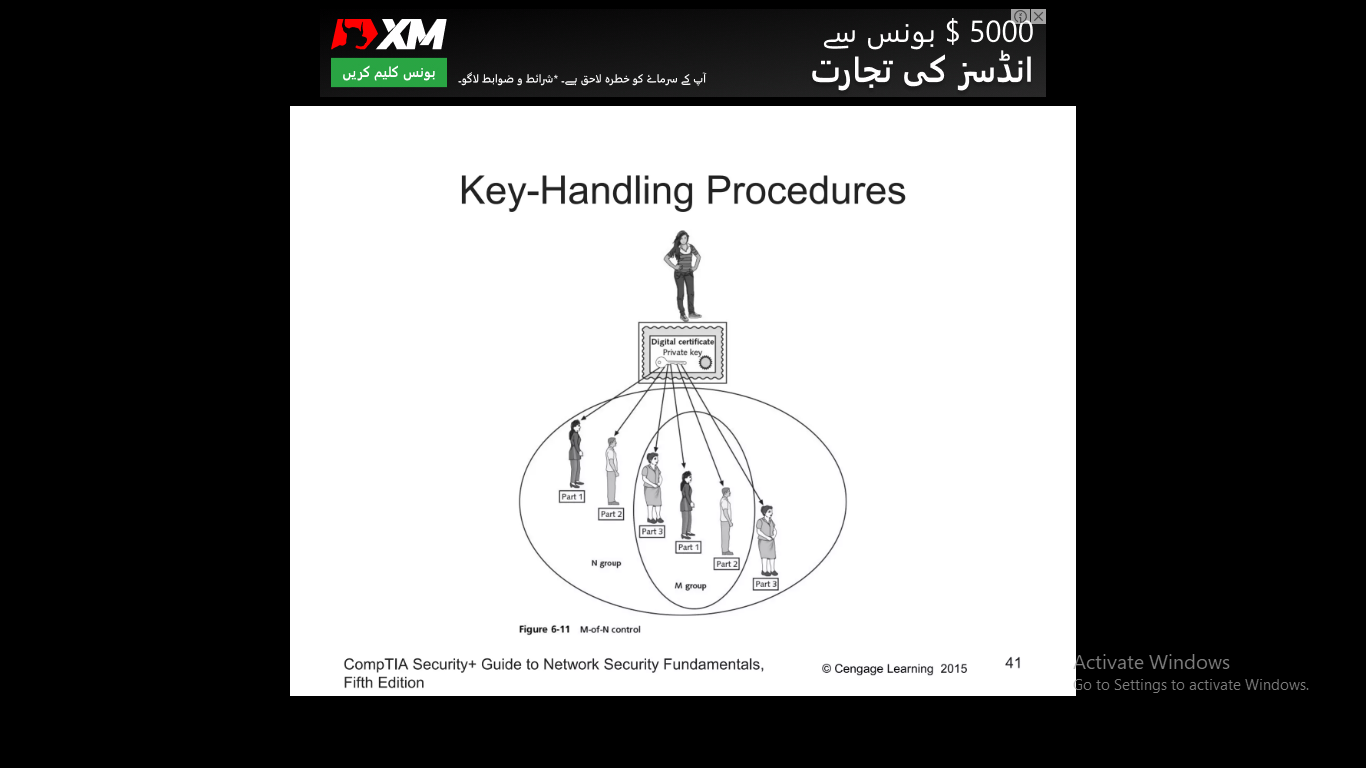 XM
5000 $ بونس سے
انڈسز کی تجارت
بونس کلیم کریں
آپ کے سرمائے کو خطرہ لاحق ہے۔ *شرائط و ضوابط لاگو۔
Key-Handling Procedures
Digital certificate
Private key
Part 1
Part 2
Part 3
Part 1
Part 2
Part 3
N group
M group
Figure 6-11 M-of-N control
CompTIA Security+ Guide to Network Security Fundamentals,
Fifth Edition
© Cengage Learning 2015
41
Activate Windows
Go to Settings to activate Windows.